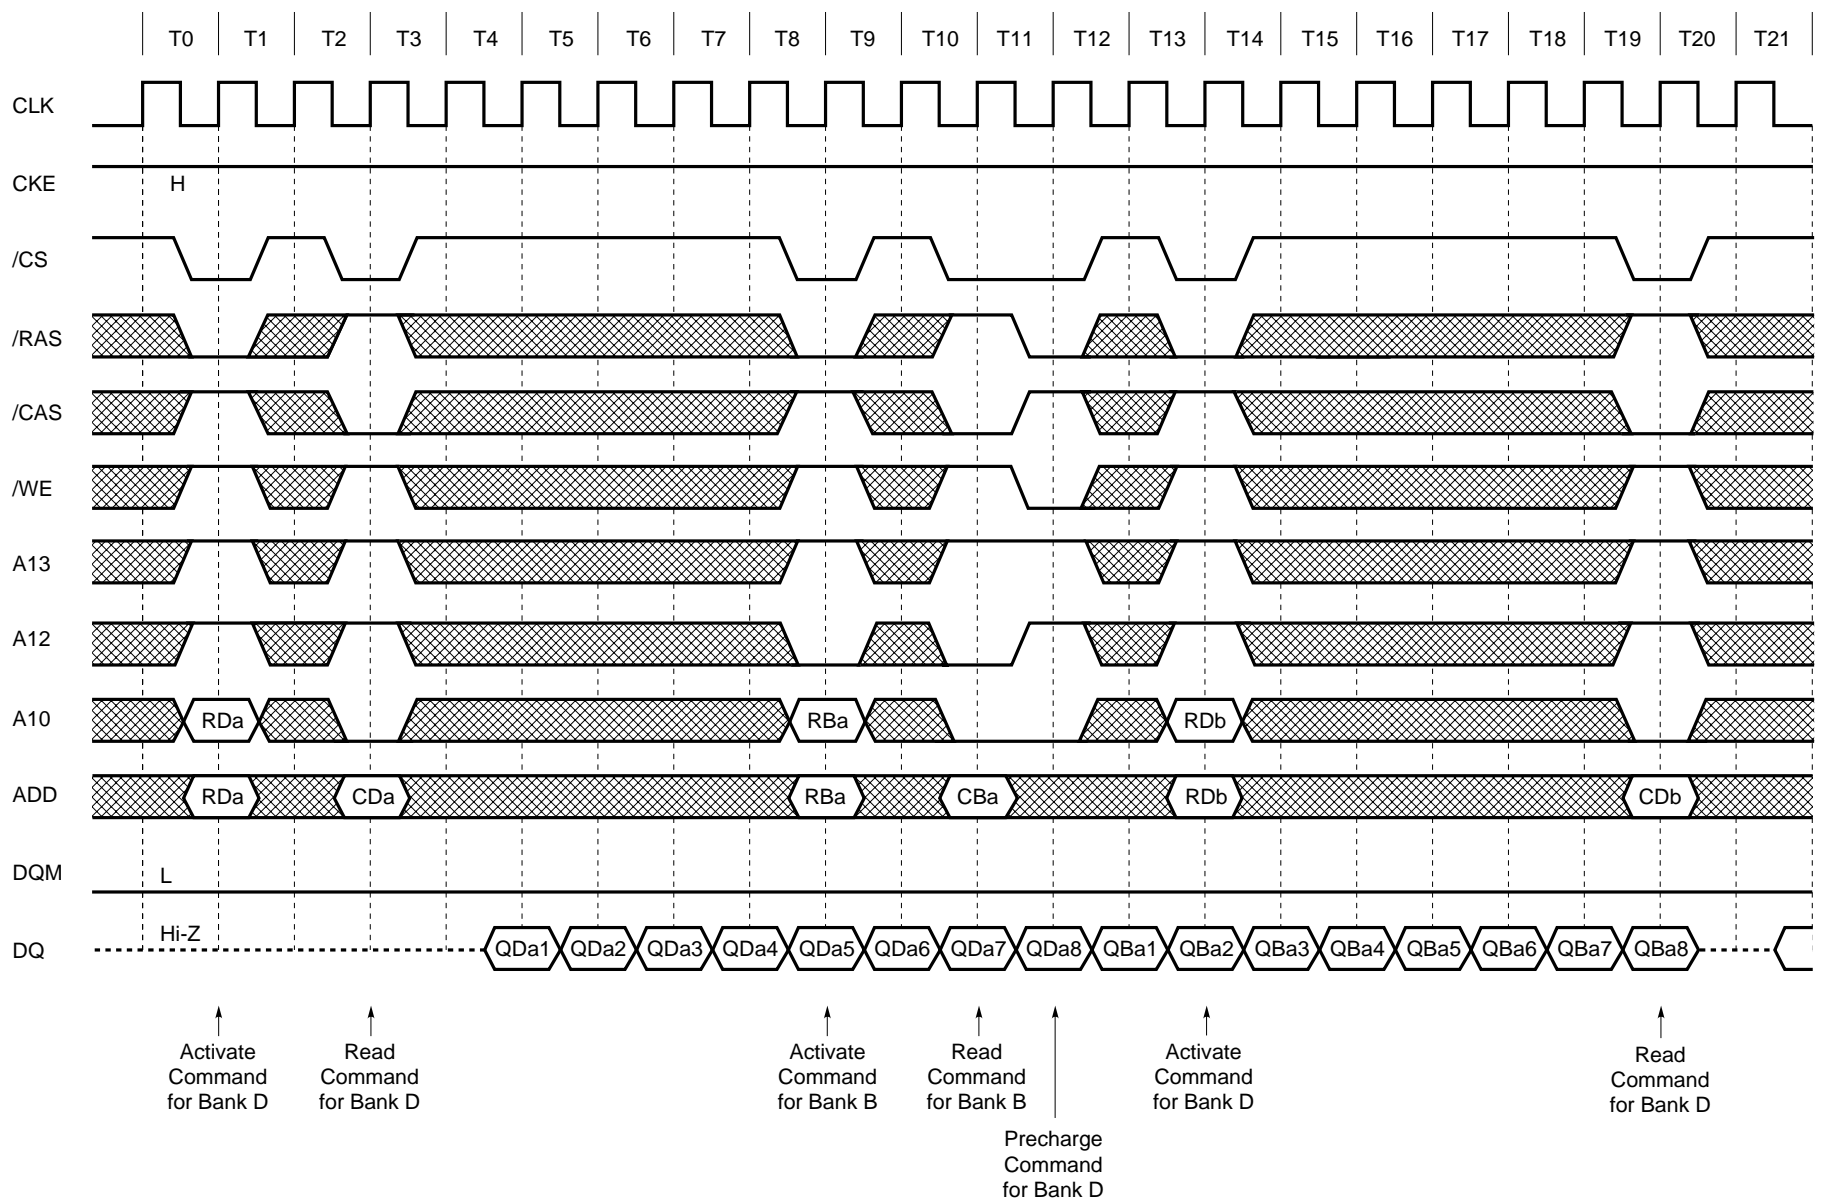 T0 T1 T2 T3 T4 T5 T6 T7 T8 T9 T10 T11 T12 T13 T14 T15 T16 T17 T18 T19 T20 T21
CLK
CKE H
/CS
/RAS
/CAS
/WE
A13
A12
A10 RDa RBa RDb
ADD RDa CDa RBa CBa RDb CDb
DQM L
DQ Hi-Z QDa1 QDa2 QDa3 QDa4 QDa5 QDa6 QDa7 QDa8 QBa1 QBa2 QBa3 QBa4 QBa5 QBa6 QBa7 QBa8
Activate
Command
for Bank D
Read
Command
for Bank D
Activate
Command
for Bank B
Read
Command
for Bank B
Precharge
Command
for Bank D
Activate
Command
for Bank D
Read
Command
for Bank D